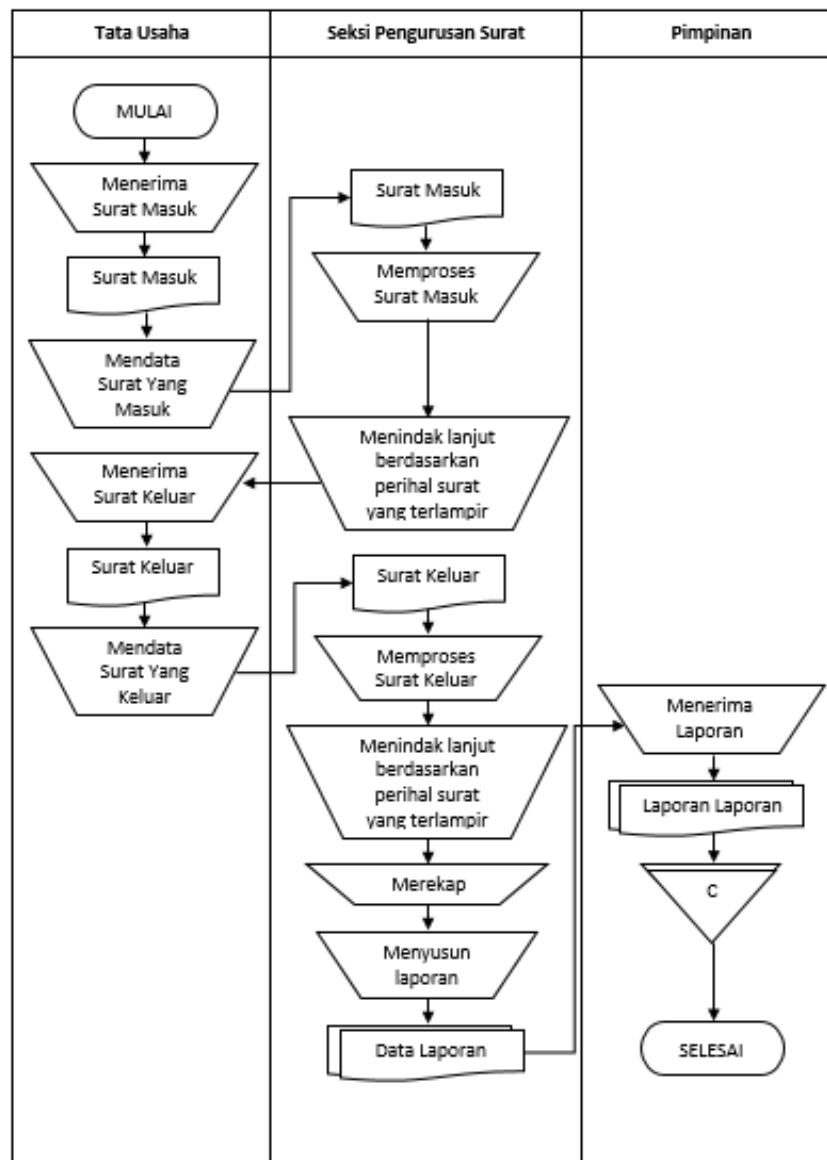 Tata Usaha
Seksi Pengurusan Surat
Pimpinan
MULAI
Menerima
Surat Masuk
Surat Masuk
Mendata
Surat Yang
Masuk
Surat Masuk
Memproses
Surat Masuk
Menindak lanjut
berdasarkan
perihal surat
yang terlampir
Menerima
Surat Keluar
Surat Keluar
Mendata
Surat Yang
Keluar
Surat Keluar
Memproses
Surat Keluar
Menindak lanjut
berdasarkan
perihal surat
yang terlampir
Merekap
Menyusun
laporan
Data Laporan
Menerima
Laporan
Laporan Laporan
C
SELESAI